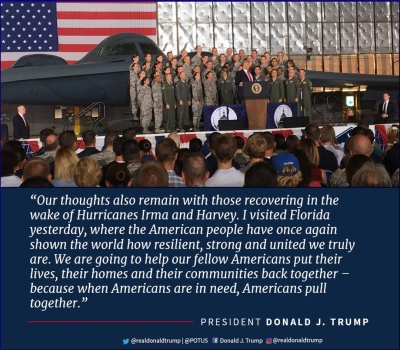 “Our thoughts also remain with those recovering in the
wake of Hurricanes Irma and Harvey. I visited Florida
yesterday, where the American people have once again
shown the world how resilient, strong and united we truly
are. We are going to help our fellow Americans put their
lives, their homes and their communities back together –
because when Americans are in need, Americans pull
together.”
PRESIDENT DONALD J. TRUMP
@realdonaldtrump | @POTUS Donald J. Trump @realdonaldtrump